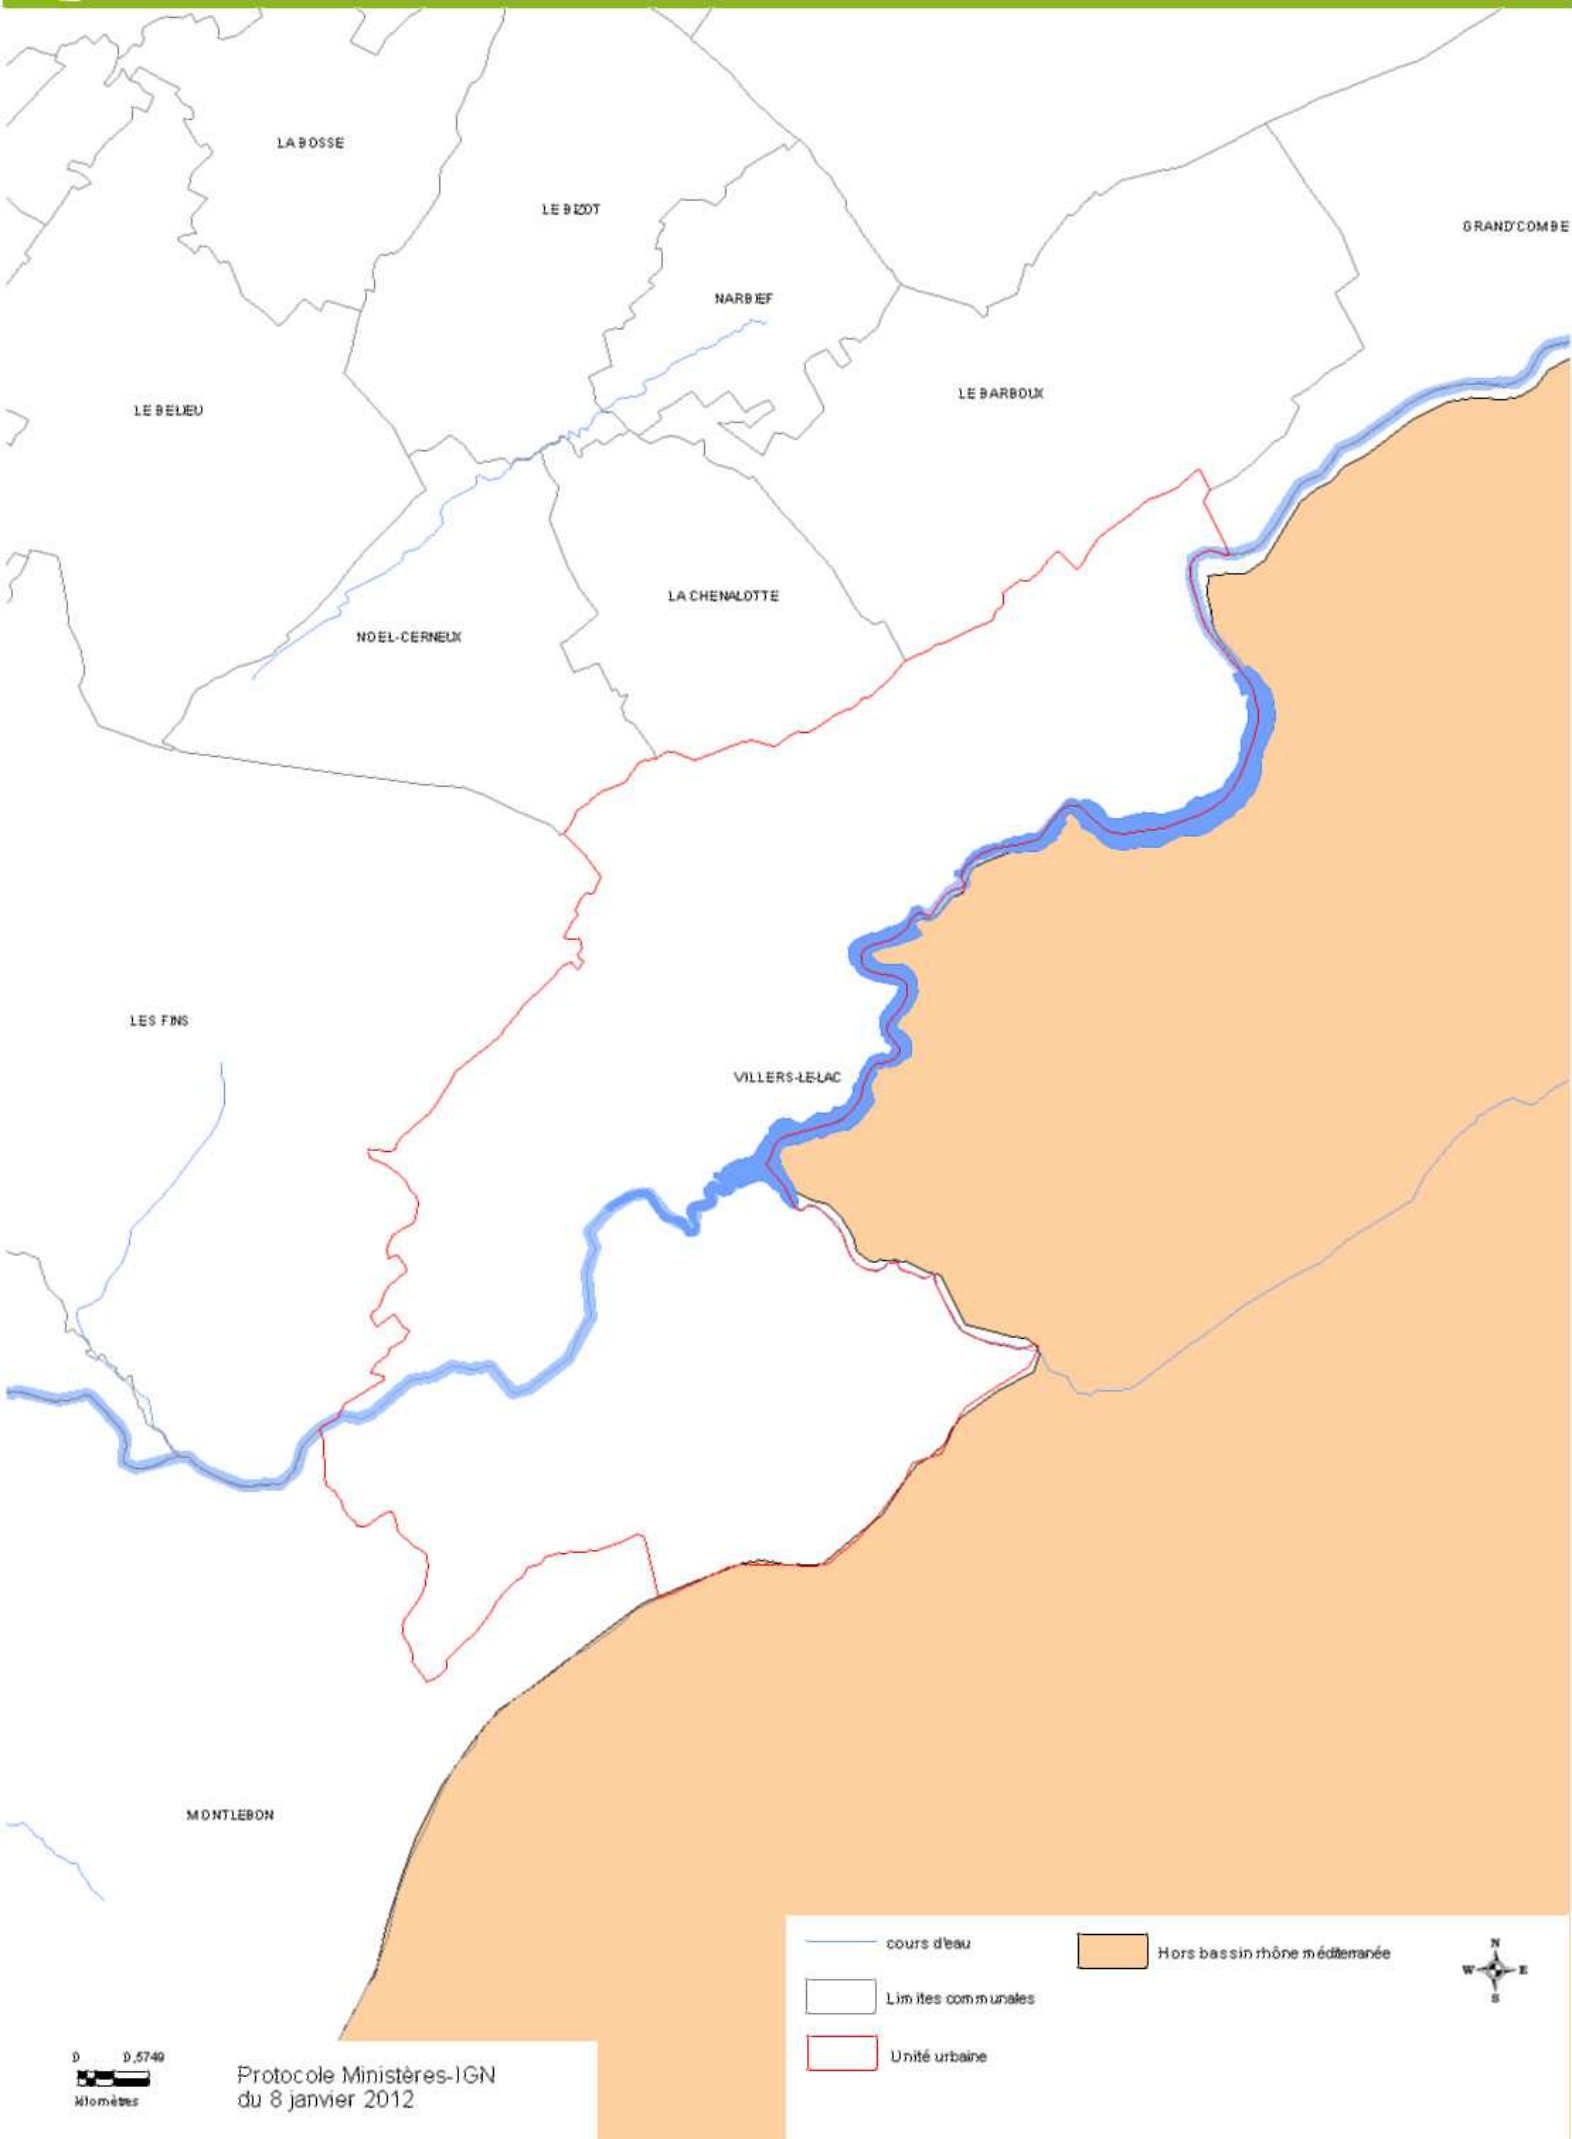 LA BOSSE
LE BIZOT
GRAND'COMBE
NARBIEF
LE BARBOUX
LE BELIEU
LA CHENALOTTE
NOEL-CERNEUX
LES FINS
VILLERS-LE-LAC
MONTLEBON
cours d'eau
Limites communales
Unité urbaine
Hors bassin rhône méditerranée
N
W E
S
0 0,5749
kilomètres
Protocole Ministères-IGN
du 8 janvier 2012